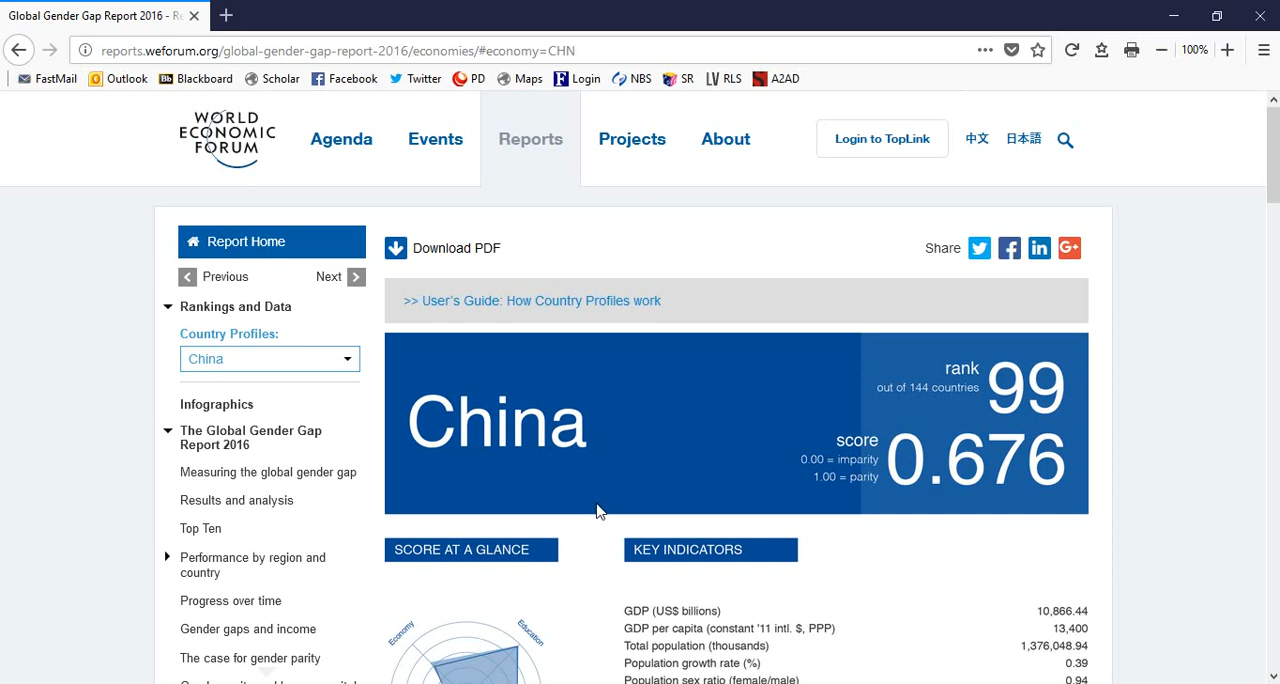 Global Gender Gap Report 2016 - Re
reports.weforum.org/global-gender-gap-report-2016/economies/#economy=CHN
100%
FastMail Outlook Blackboard Scholar Facebook Twitter PD Maps Login NBS SR RLS A2AD
WORLD
ECONOMIC
FORUM
Agenda Events Reports Projects About
Login to TopLink
中文 日本語
Report Home
Previous Next
Rankings and Data
Country Profiles:
China
Infographics
The Global Gender Gap
Report 2016
Measuring the global gender gap
Results and analysis
Top Ten
Performance by region and
country
Progress over time
Gender gaps and income
The case for gender parity
Download PDF
Share
>> User's Guide: How Country Profiles work
China
rank
out of 144 countries
99
score
0.00 = imparity
1.00 = parity
0.676
SCORE AT A GLANCE
Economy
Education
KEY INDICATORS
GDP (US$ billions) 10,866.44
GDP per capita (constant '11 intl. $, PPP) 13,400
Total population (thousands) 1,376,048.94
Population growth rate (%) 0.39
Population sex ratio (female/male) 0.94